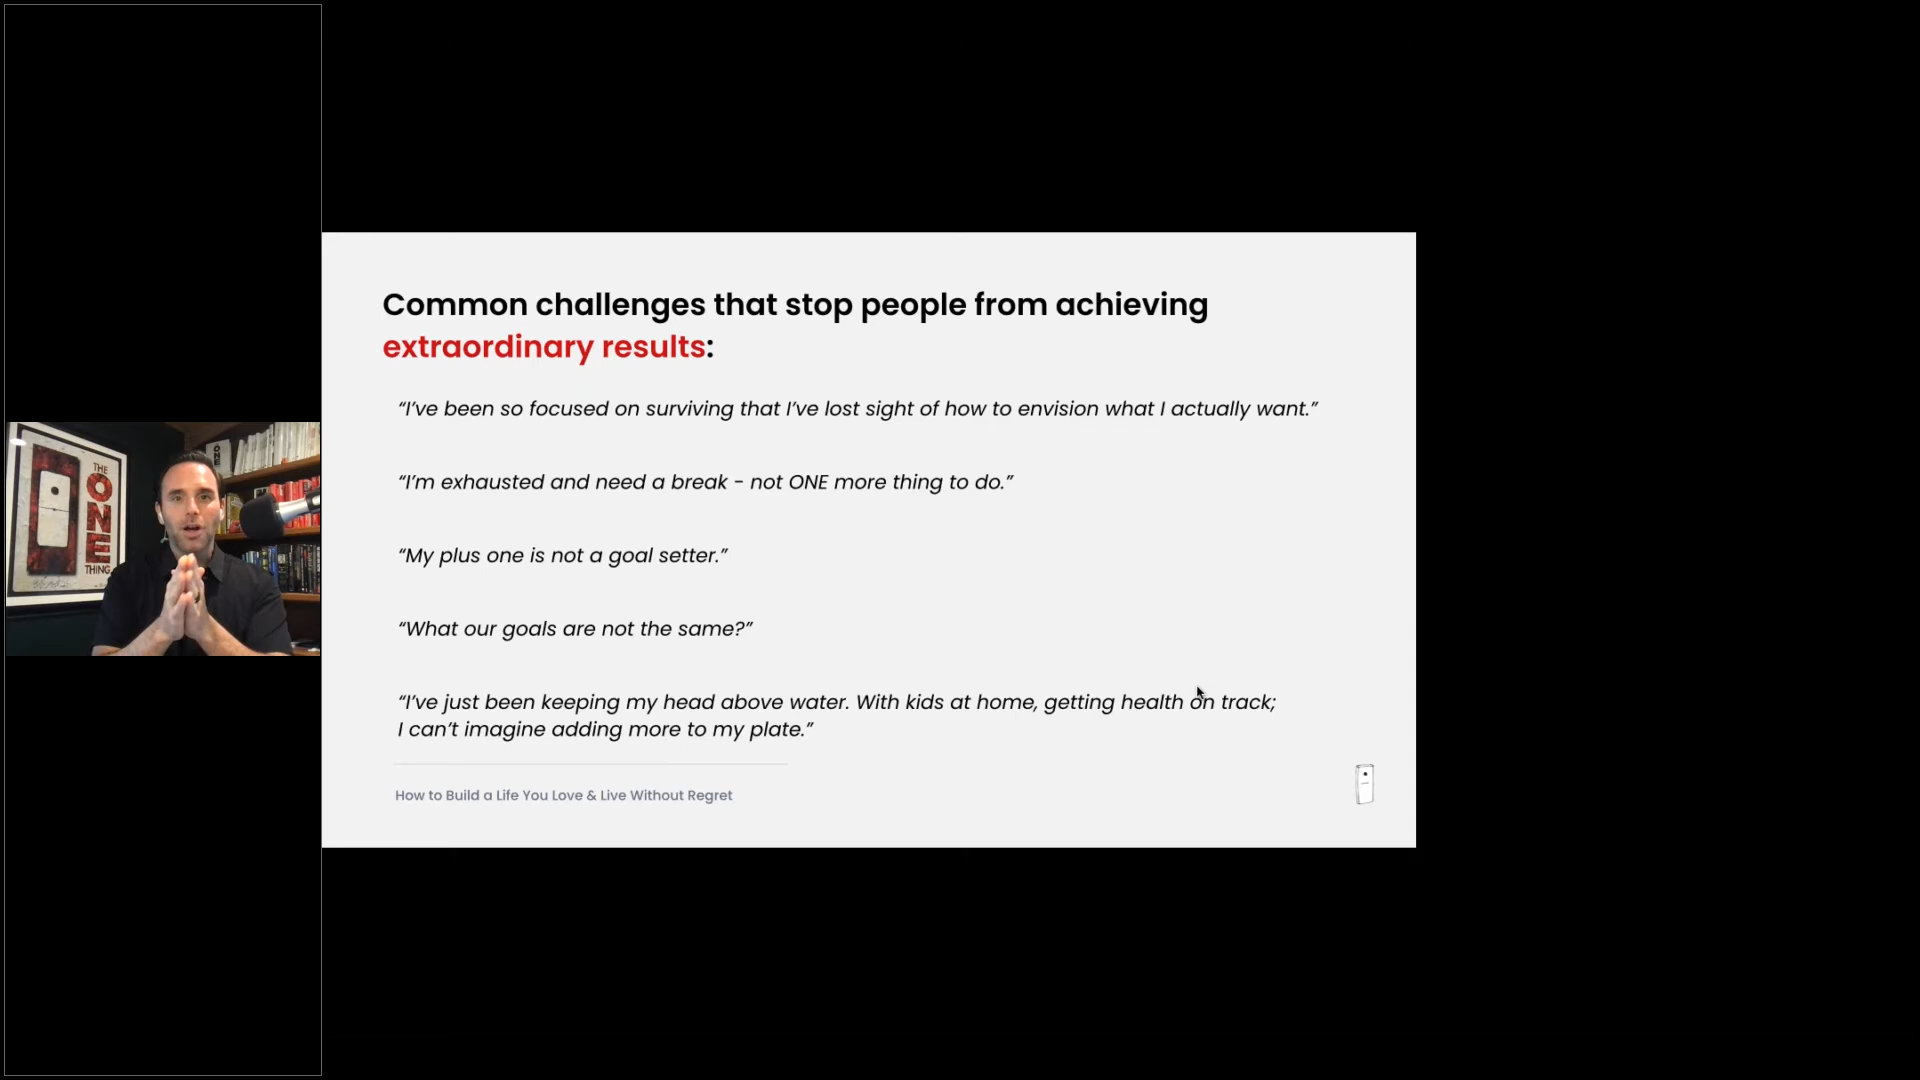 THE
ONE
THING
Common challenges that stop people from achieving
extraordinary results:
“I’ve been so focused on surviving that I’ve lost sight of how to envision what I actually want.”
“I’m exhausted and need a break - not ONE more thing to do.”
“My plus one is not a goal setter.”
“What our goals are not the same?”
“I’ve just been keeping my head above water. With kids at home, getting health on track;
I can’t imagine adding more to my plate.”
How to Build a Life You Love & Live Without Regret